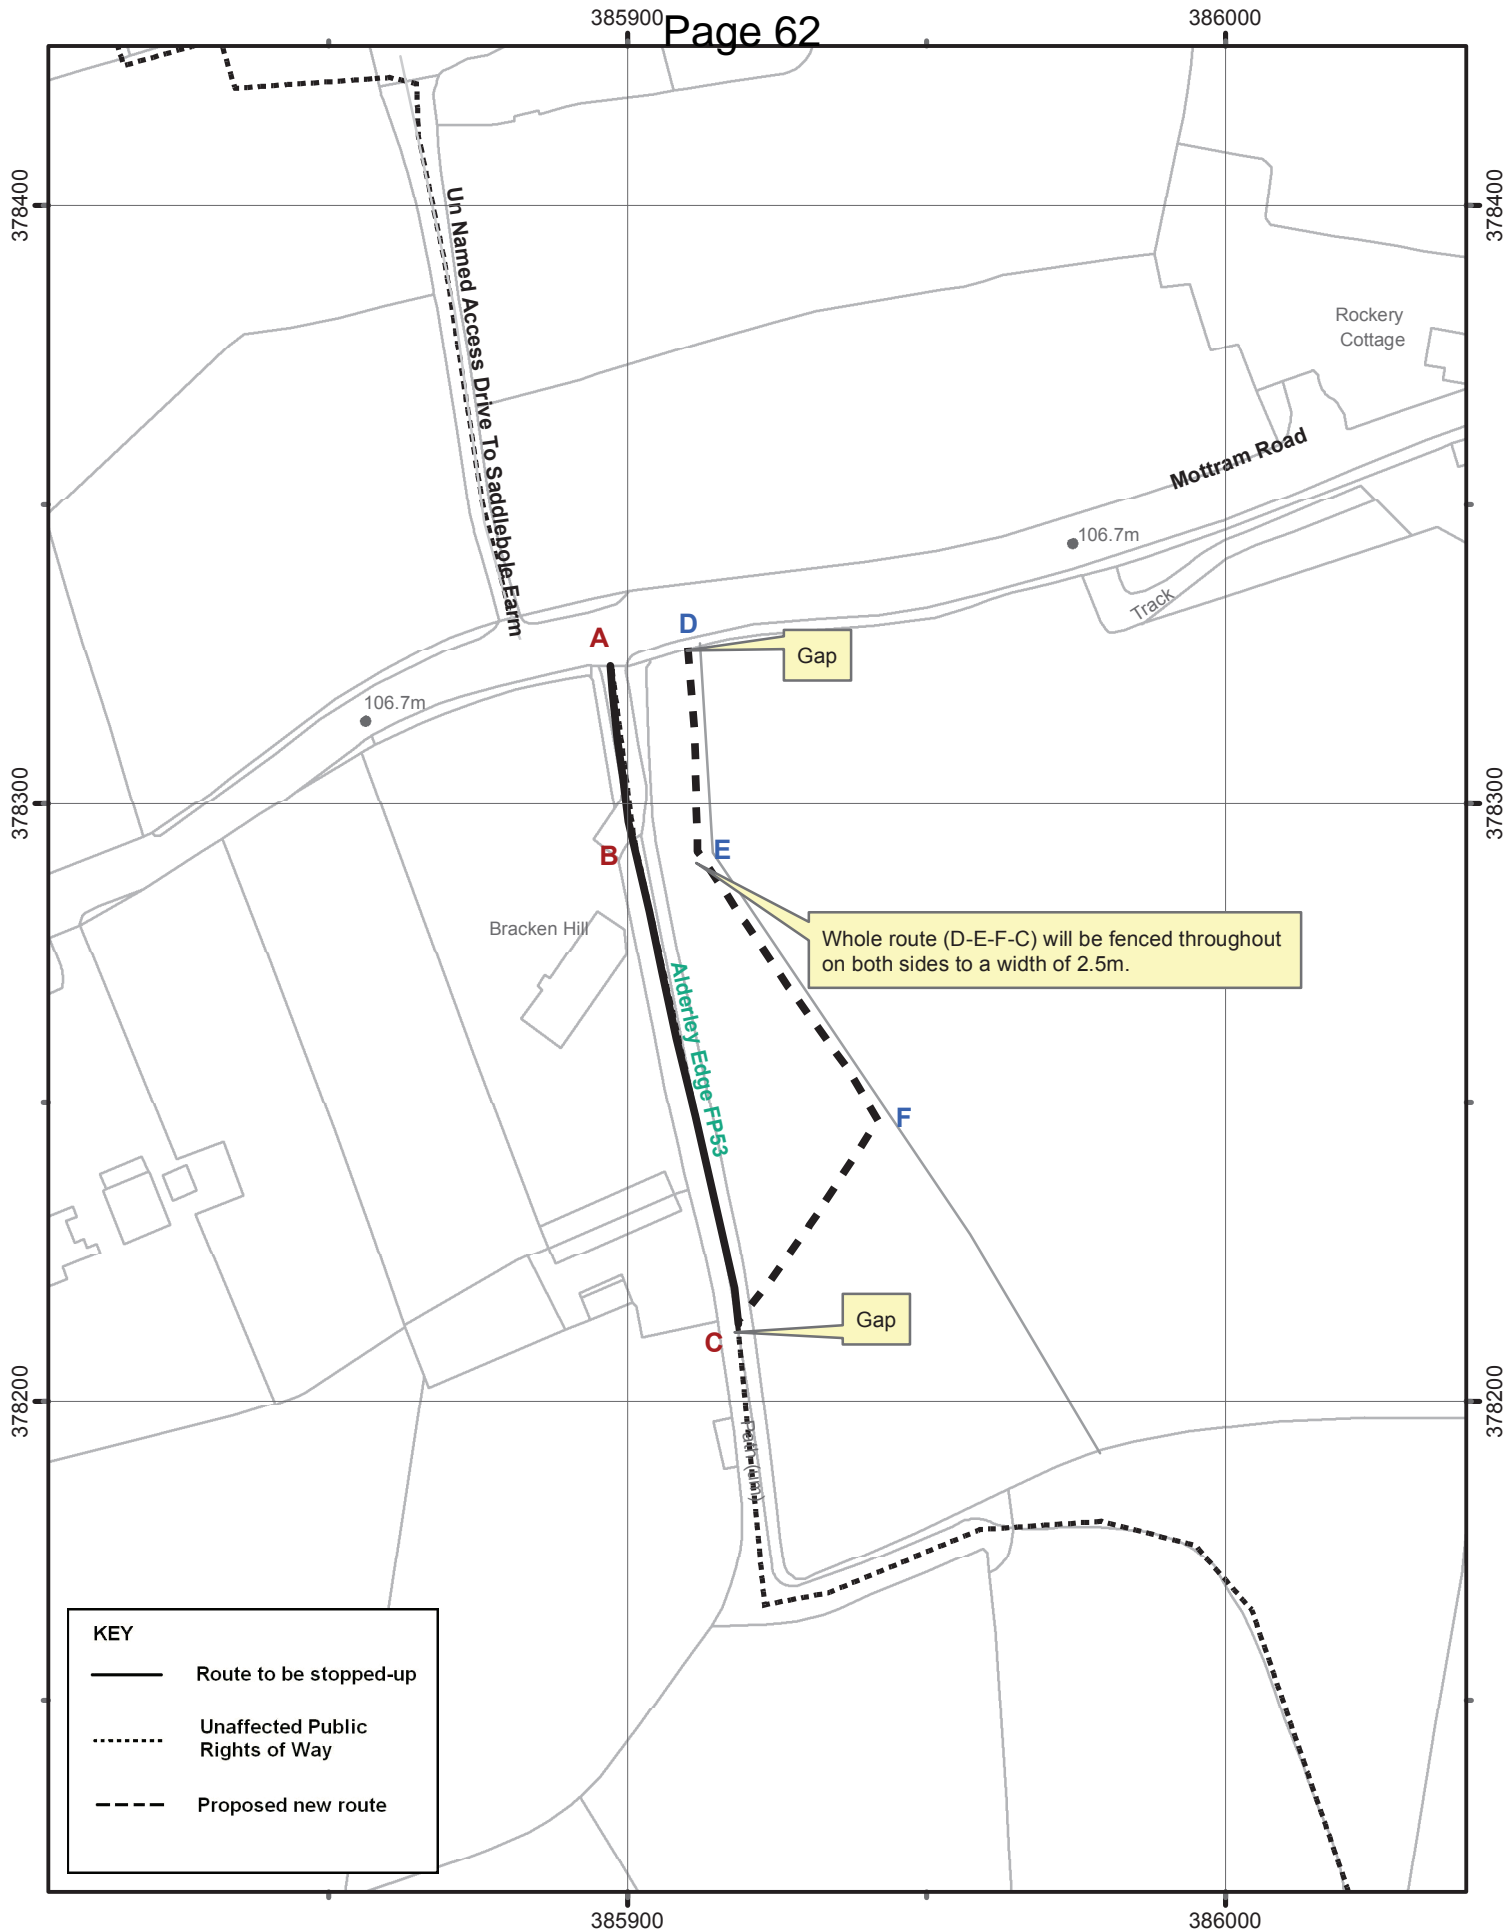 385900
Page 62
386000
378400
378400
Un Named Access Drive To Saddlebole Farm
Rockery
Cottage
Mottram Road
106.7m
Track
D
A
Gap
106.7m
378300
378300
E
B
Bracken Hill
Whole route (D-E-F-C) will be fenced throughout
on both sides to a width of 2.5m.
Alderley Edge FP53
F
Gap
C
378200
378200
Path (um)
KEY
Route to be stopped-up
Unaffected Public
Rights of Way
Proposed new route
385900
386000